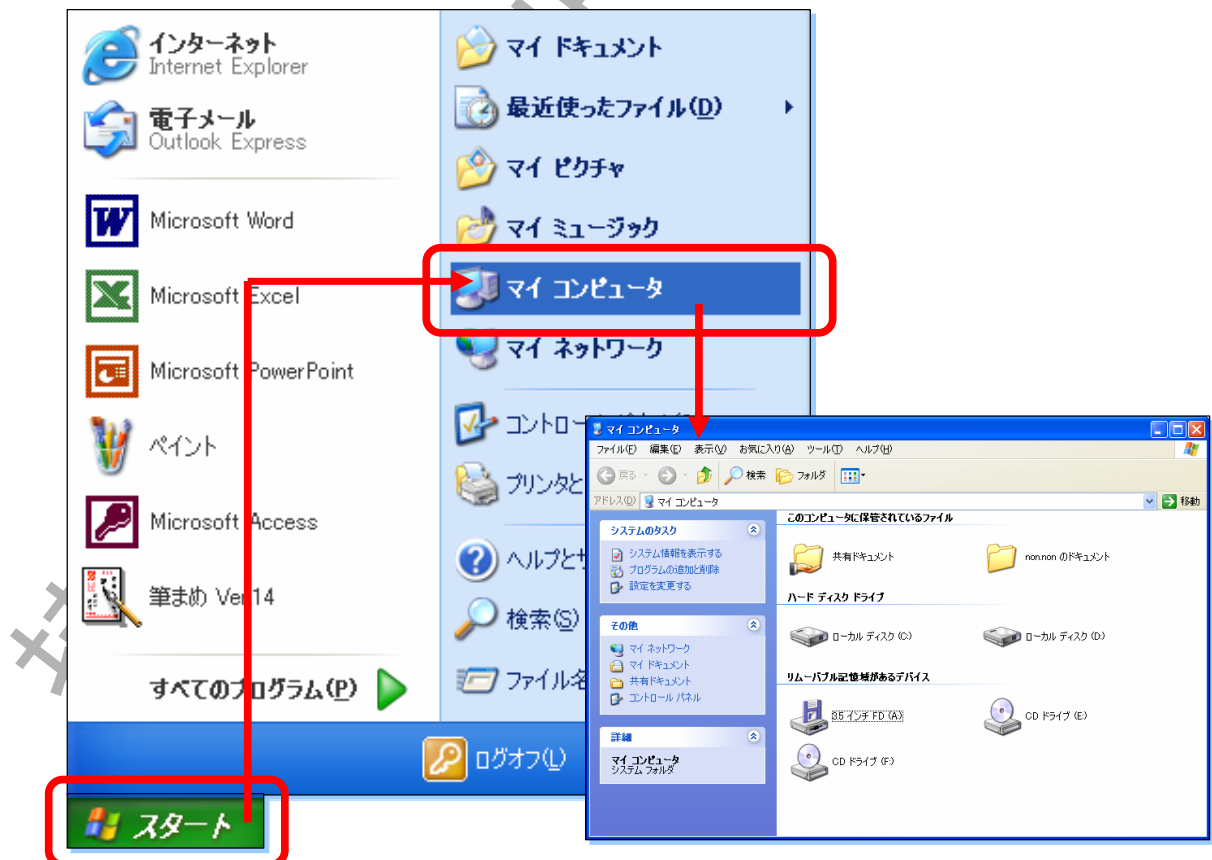 インターネット
Internet Explorer
電子メール
Outlook Express
Microsoft Word
Microsoft Excel
Microsoft PowerPoint
ペイント
Microsoft Access
筆まめ Ver14
すべてのプログラム(P)
マイ ドキュメント
最近使ったファイル(D)
マイ ピクチャ
マイ ミュージック
マイ コンピュータ
マイ ネットワーク
コントロー
プリンタと
ヘルプとサ
検索(S)
ファイル名
ログオフ(L)
スタート
マイ コンピュータ
ファイル(F) 編集(E) 表示(V) お気に入り(A) ツール(T) ヘルプ(H)
戻る 検索 フォルダ
アドレス(D) マイ コンピュータ 移動
システムのタスク
システム情報を表示する
プログラムの追加と削除
設定を変更する
その他
マイ ネットワーク
マイ ドキュメント
共有ドキュメント
コントロール パネル
詳細
マイ コンピュータ
システム フォルダ
このコンピュータに保管されているファイル
共有ドキュメント
non.non のドキュメント
ハード ディスク ドライブ
ローカル ディスク (C:)
ローカル ディスク (D:)
リムーバブル記憶域があるデバイス
3.5 インチ FD (A:)
CD ドライブ (E:)
CD ドライブ (F:)